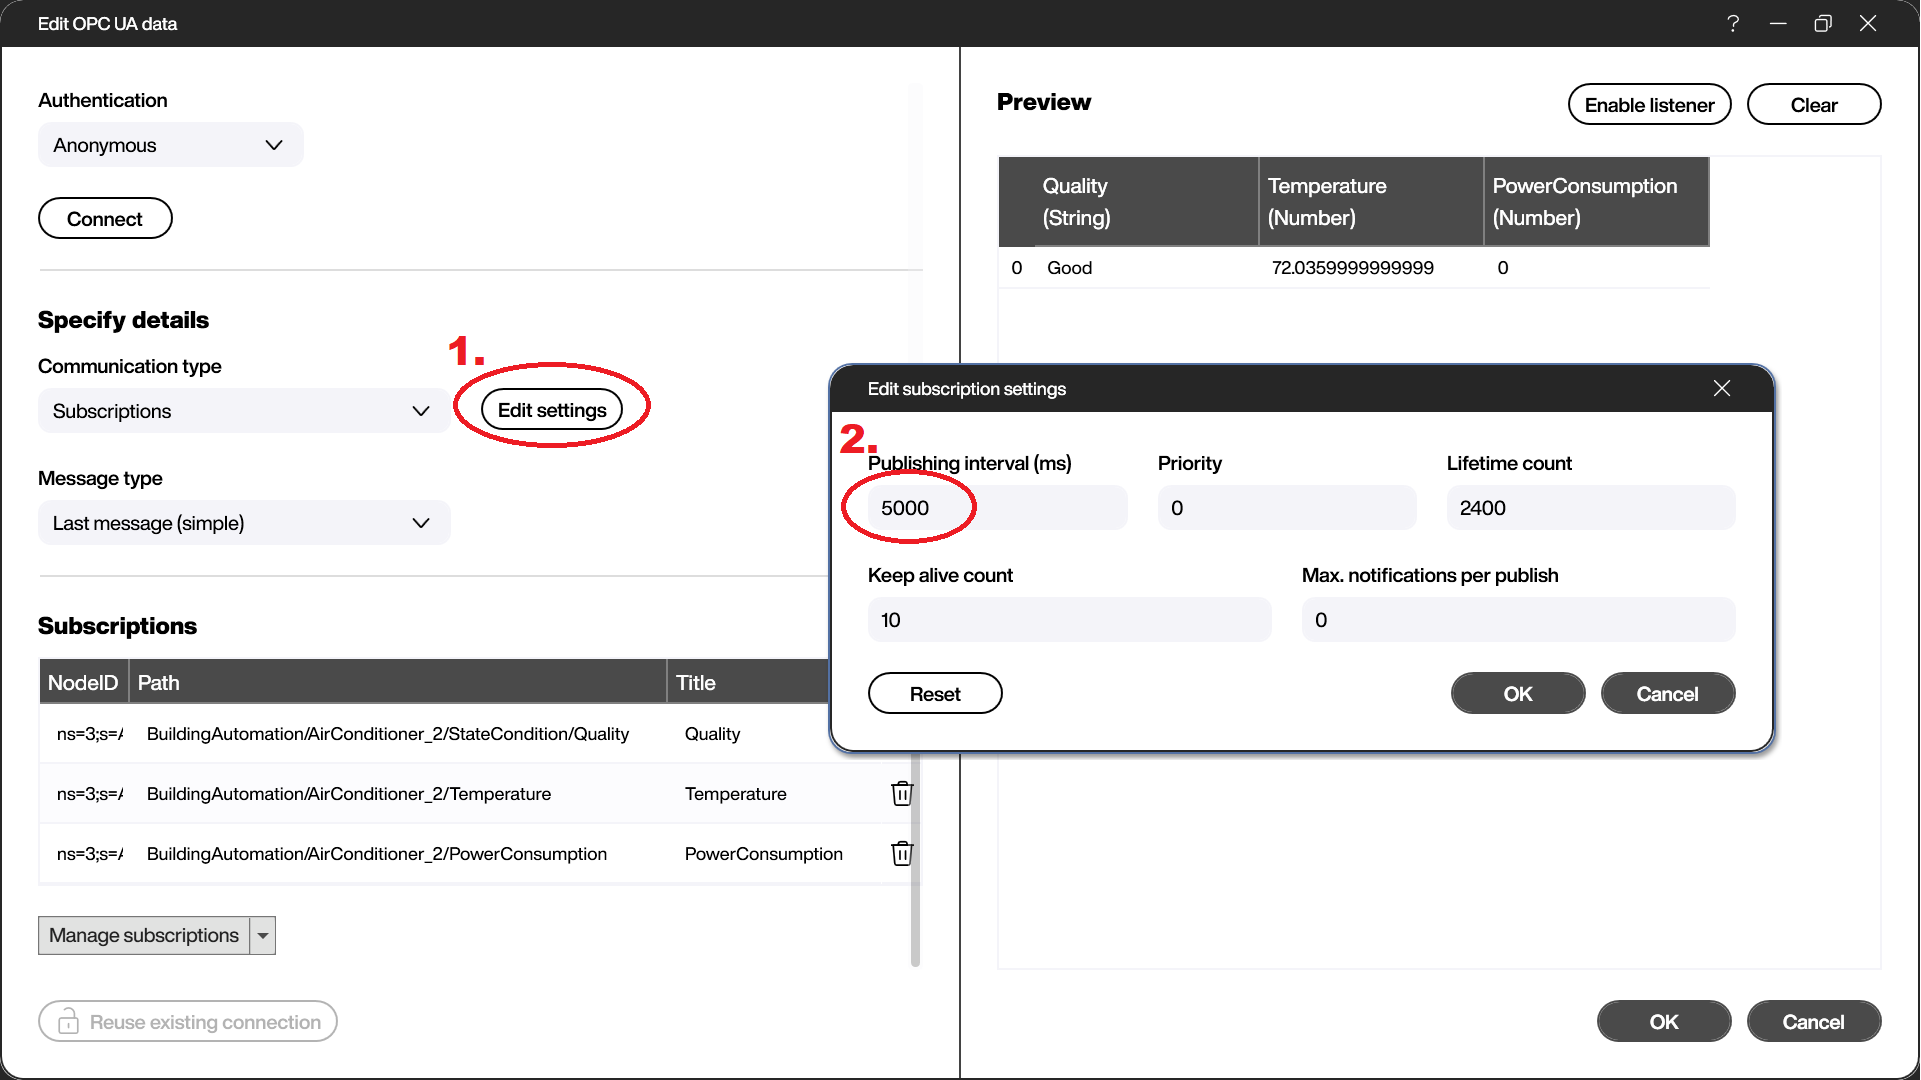 Edit OPC UA data
?
Authentication
Anonymous
Connect
Specify details
1.
Communication type
Subscriptions
Edit settings
Message type
Last message (simple)
Subscriptions
NodeID Path Title
ns=3;s=A BuildingAutomation/AirConditioner_2/StateCondition/Quality Quality
ns=3;s=A BuildingAutomation/AirConditioner_2/Temperature Temperature
ns=3;s=A BuildingAutomation/AirConditioner_2/PowerConsumption PowerConsumption
Manage subscriptions
Reuse existing connection
Preview
Enable listener
Clear
Quality (String)
Temperature (Number)
PowerConsumption (Number)
0 Good 72.0359999999999 0
Edit subscription settings
2.
Publishing interval (ms)
5000
Priority
0
Lifetime count
2400
Keep alive count
10
Max. notifications per publish
0
Reset
OK
Cancel
OK
Cancel